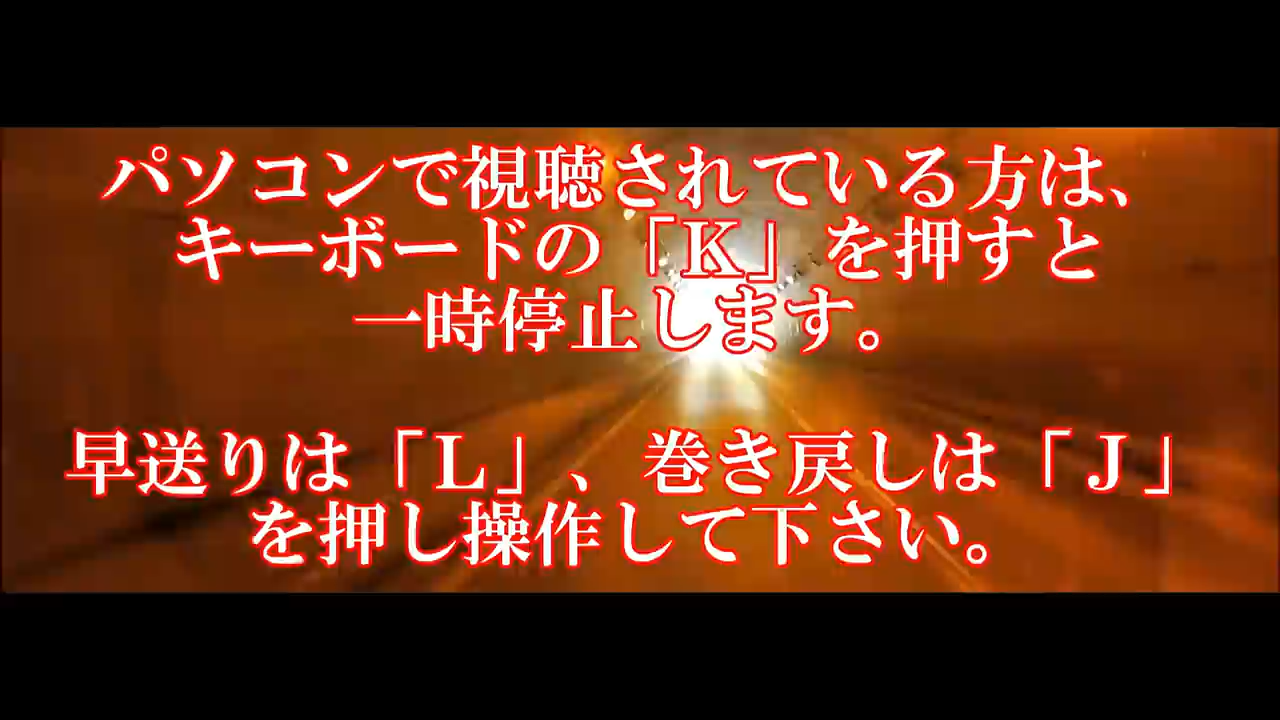 パソコンで視聴されている方は、
キーボードの「K」を押すと
一時停止します。
早送りは「L」、巻き戻しは「J」
を押し操作して下さい。